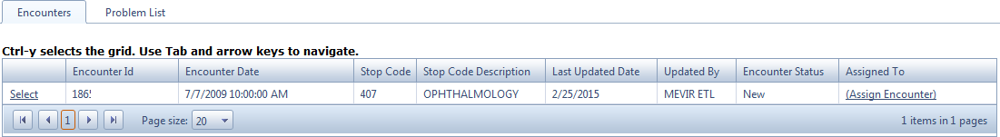 Encounters Problem List
Ctrl-y selects the grid. Use Tab and arrow keys to navigate.
Encounter Id Encounter Date Stop Code Stop Code Description Last Updated Date Updated By Encounter Status Assigned To
Select 7/7/2009 10:00:00 AM 407 OPHTHALMOLOGY 2/25/2015 MEVIR ETL New (Assign Encounter)
1 Page size: 20 1 items in 1 pages